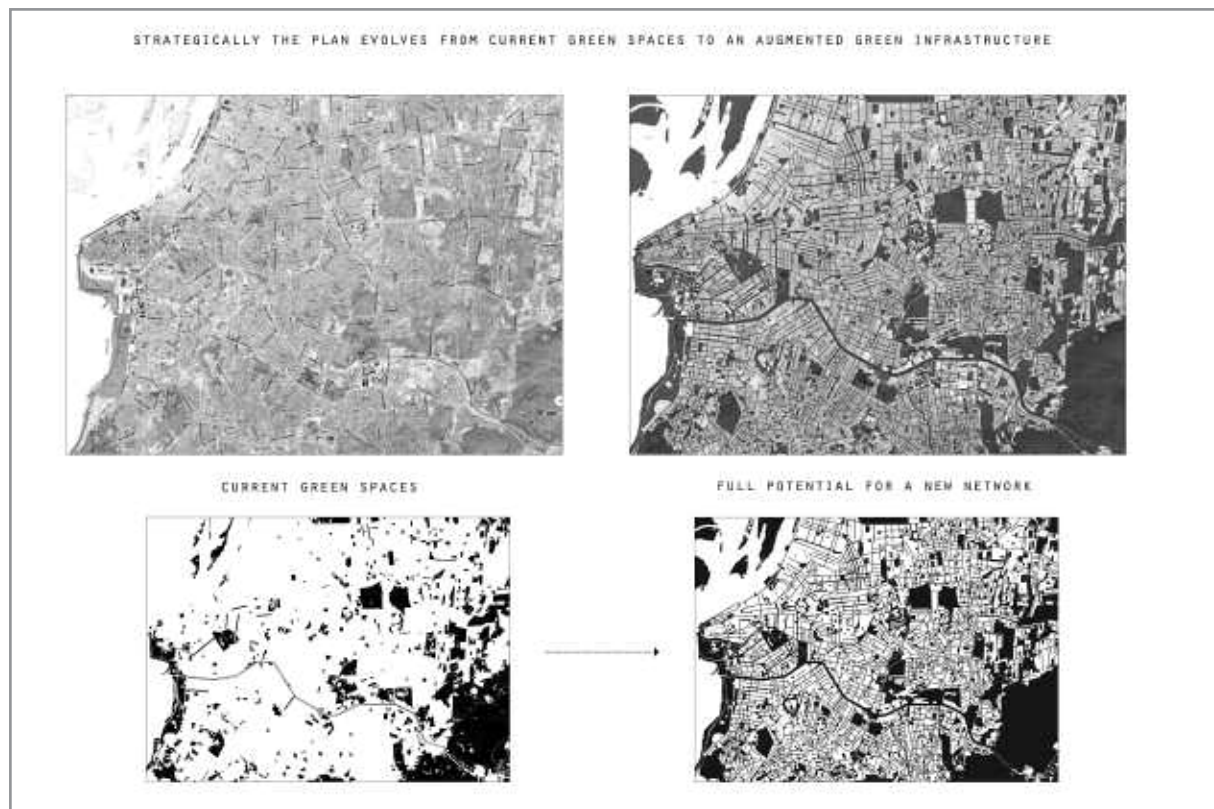 STRATEGICALLY THE PLAN EVOLVES FROM CURRENT GREEN SPACES TO AN AUGMENTED GREEN INFRASTRUCTURE
CURRENT GREEN SPACES
FULL POTENTIAL FOR A NEW NETWORK